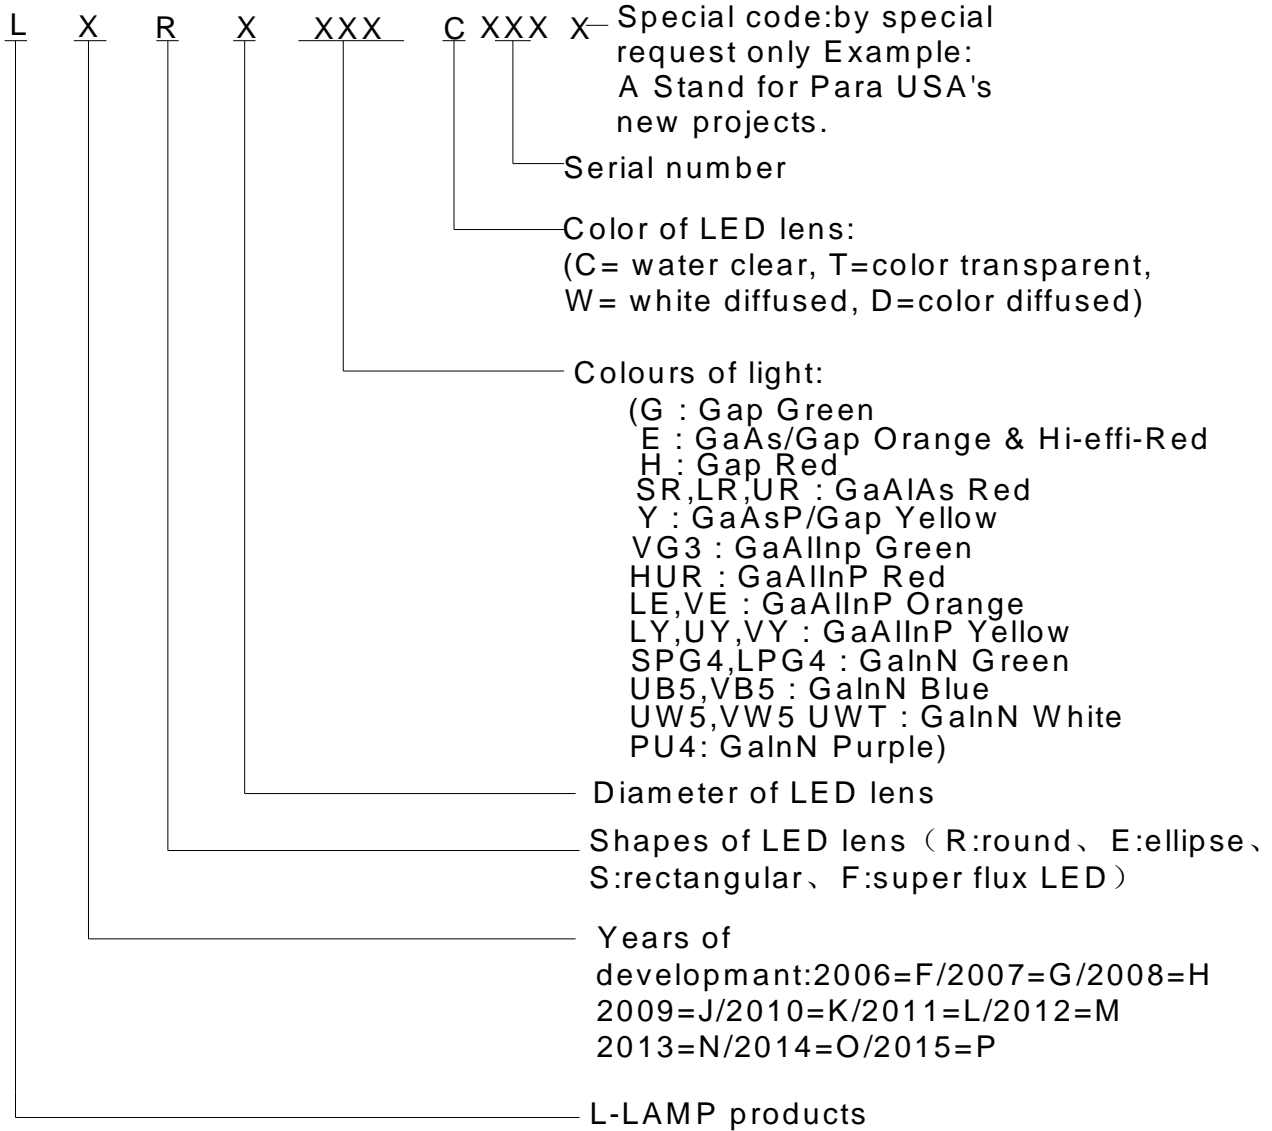 L X R X XXX C XXX X Special code:by special
request only Example:
A Stand for Para USA's
new projects.
Serial number
Color of LED lens:
(C= water clear, T=color transparent,
W= white diffused, D=color diffused)
Colours of light:
(G : Gap Green
E : GaAs/Gap Orange & Hi-effi-Red
H : Gap Red
SR,LR,UR : GaAlAs Red
Y : GaAsP/Gap Yellow
VG3 : GaAlInp Green
HUR : GaAlInP Red
LE,VE : GaAlInP Orange
LY,UY,VY : GaAlInP Yellow
SPG4,LPG4 : GaInN Green
UB5,VB5 : GaInN Blue
UW5,VW5 UWT : GaInN White
PU4: GaInN Purple)
Diameter of LED lens
Shapes of LED lens（R:round、E:ellipse、
S:rectangular、F:super flux LED）
Years of
developmant:2006=F/2007=G/2008=H
2009=J/2010=K/2011=L/2012=M
2013=N/2014=O/2015=P
L-LAMP products